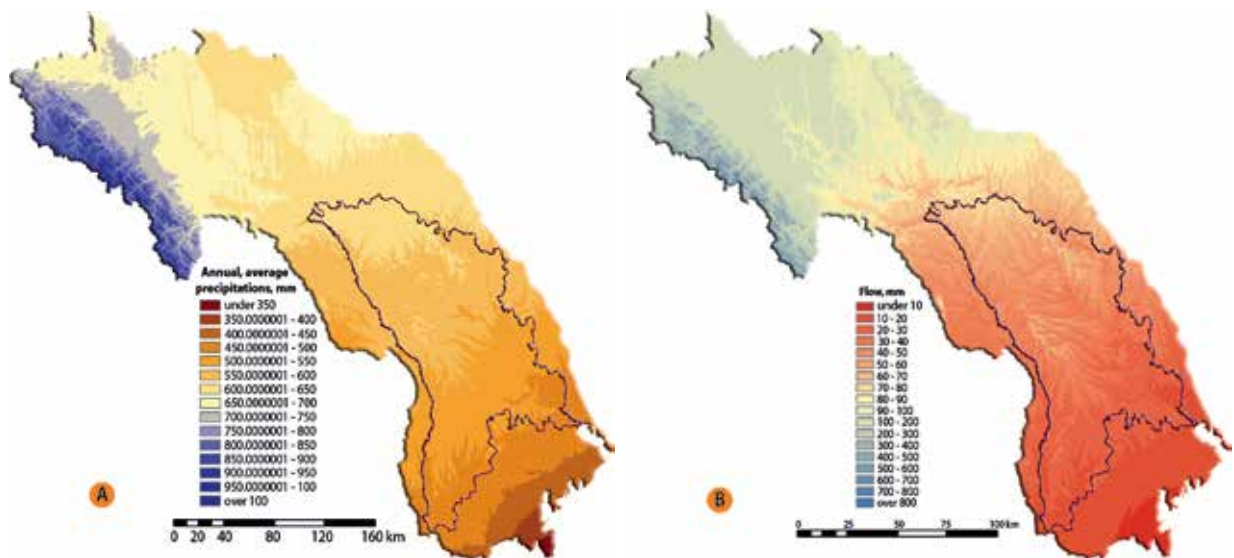 Annual, average
precipitations, mm
under 350
350.0000001 - 400
400.0000001 - 450
450.0000001 - 500
500.0000001 - 550
550.0000001 - 600
600.0000001 - 650
650.0000001 - 700
700.0000001 - 750
750.0000001 - 800
800.0000001 - 850
850.0000001 - 900
900.0000001 - 950
950.0000001 - 100
over 100
A
0 20 40 80 120 160 km
Flow, mm
under 10
10 - 20
20 - 30
30 - 40
40 - 50
50 - 60
60 - 70
70 - 80
80 - 90
90 - 100
100 - 200
200 - 300
300 - 400
400 - 500
500 - 600
600 - 700
700 - 800
over 800
B
0 25 50 75 100 km